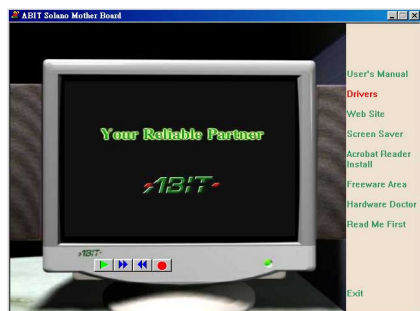 ABIT Solano Mother Board
User's Manual
Drivers
Web Site
Screen Saver
Acrobat Reader
Install
Freeware Area
Hardware Doctor
Read Me First
Exit
Your Reliable Partner
ABIT
ABIT